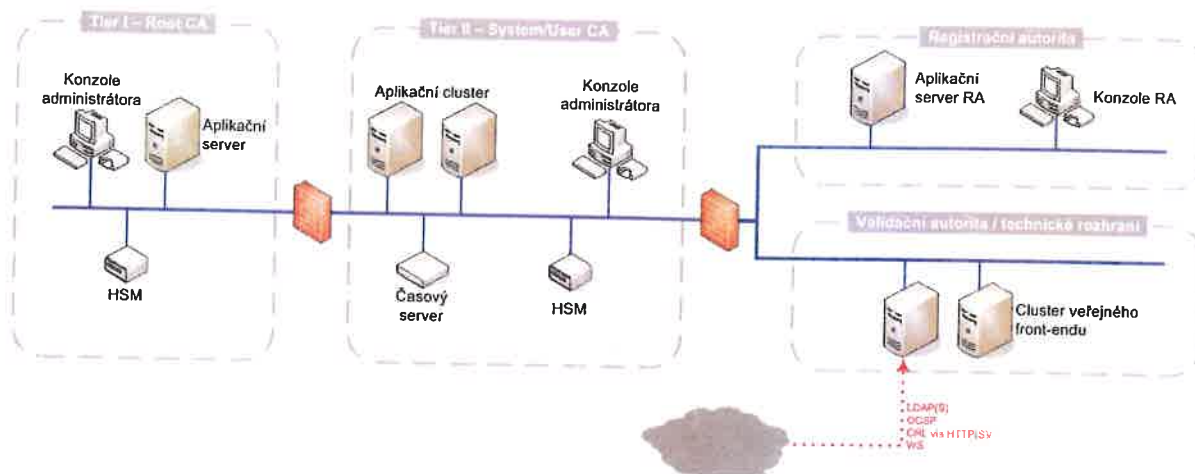 Tier I – Root CA
Konzole
administrátora
Aplikační
server
HSM
Tier II – System/User CA
Aplikační cluster
Konzole
administrátora
Časový
server
HSM
Registrační autorita
Aplikační
server RA
Konzole RA
Validační autorita / technické rozhraní
Cluster veřejného
front-endu
LDAP(S)
OCSP
CRL via HTTP(S)
WS